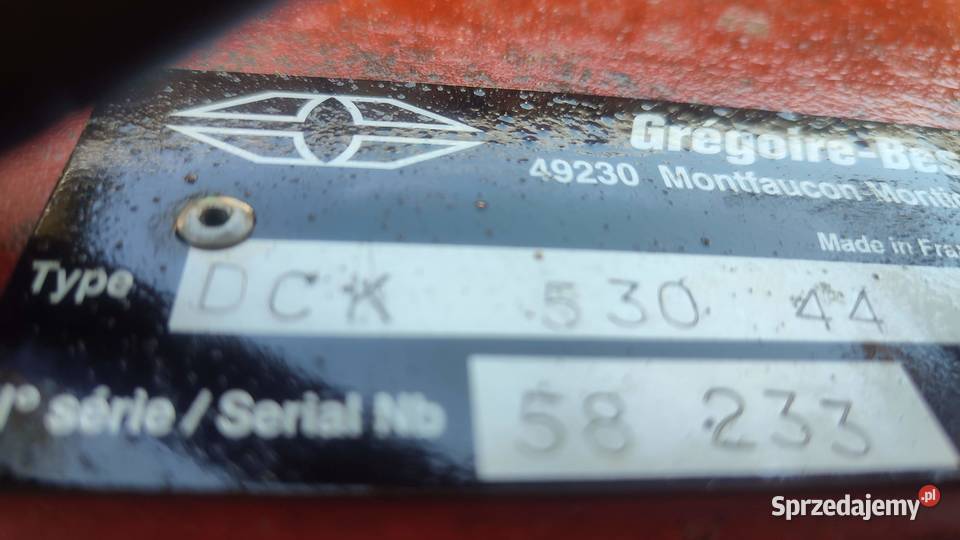 Grégoire-Bes
49230 Montfaucon-Montig
Made in Fra
Type DCK 530 44
N° série / Serial Nb 58 233
Sprzedajemy.pl